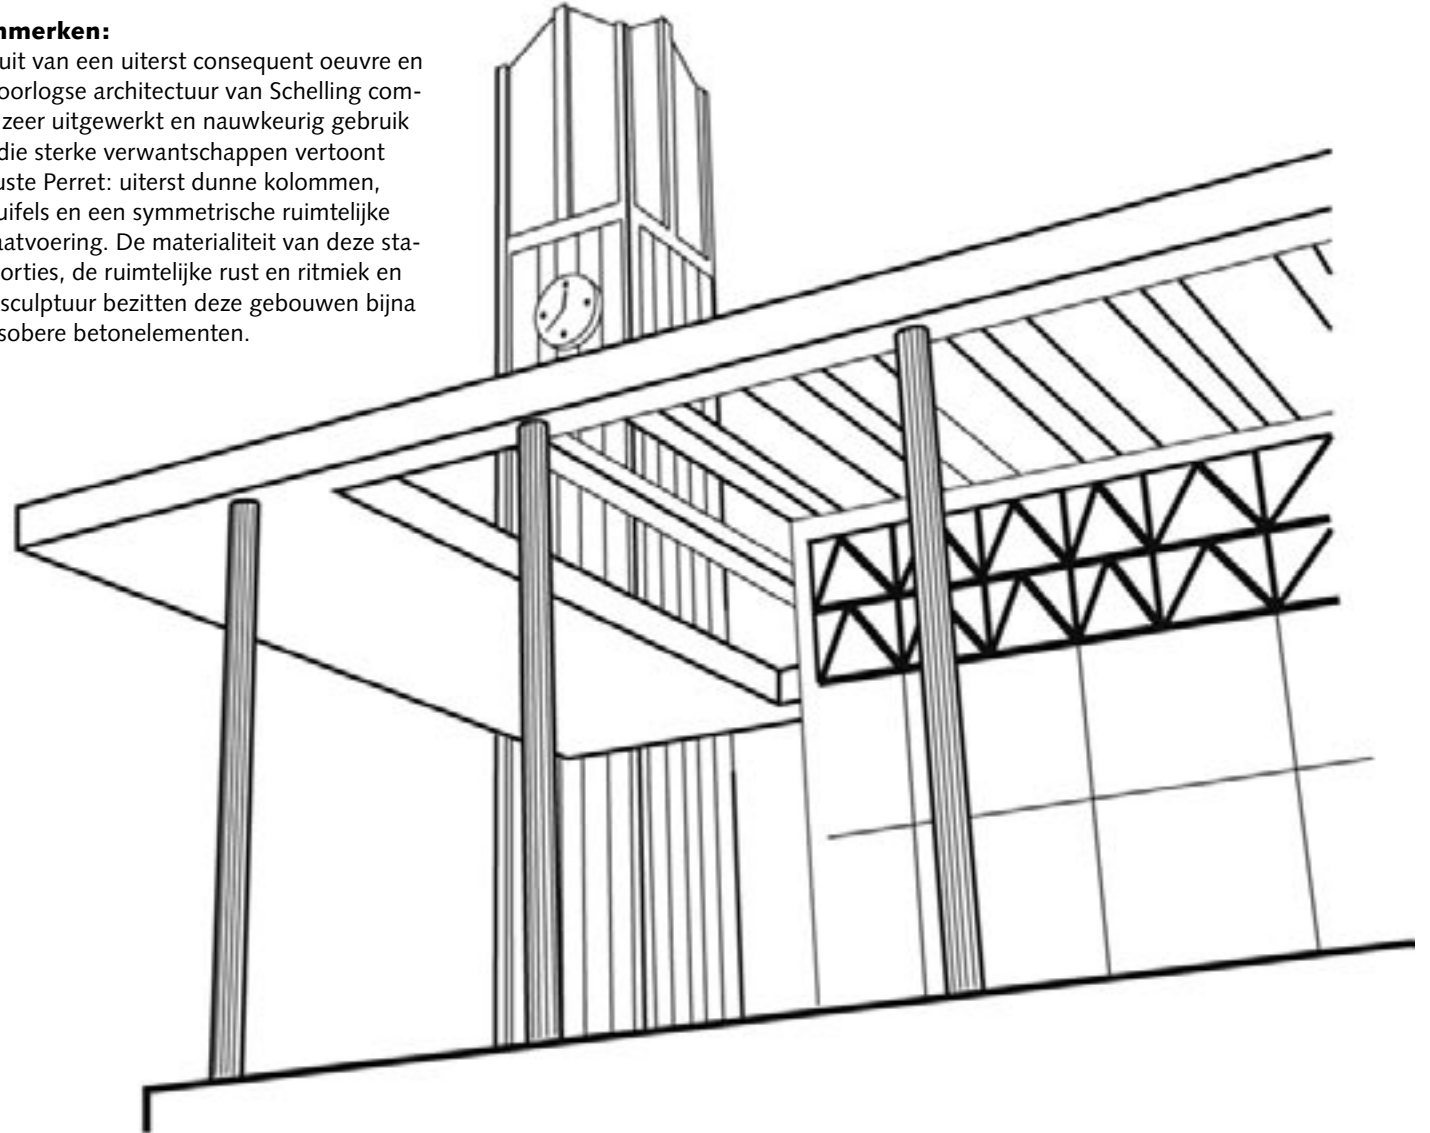 nmerken:
uit van een uiterst consequent oeuvre en
oorlogse architectuur van Schelling com-
zeer uitgewerkt en nauwkeurig gebruik
die sterke verwantschappen vertoont
uste Perret: uiterst dunne kolommen,
uifels en een symmetrische ruimtelijke
aatvoering. De materialiteit van deze sta-
orties, de ruimtelijke rust en ritmiek en
sculptuur bezitten deze gebouwen bijna
sobere betonelementen.